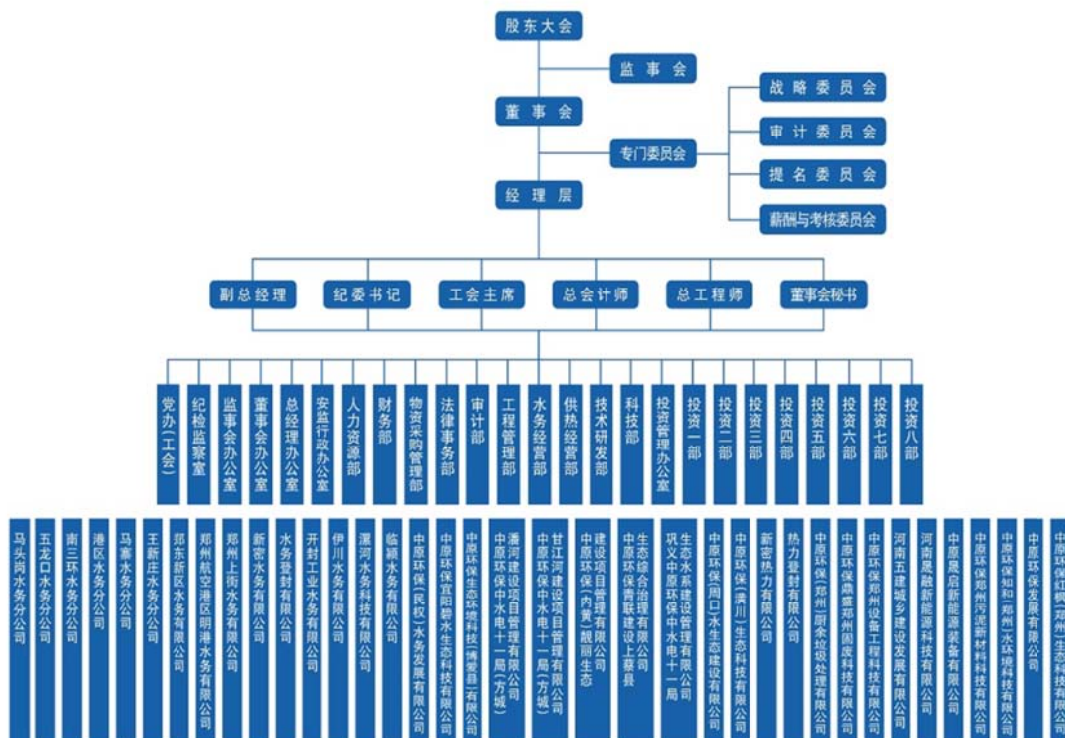 股东大会
监事会
董事会
专门委员会
战略委员会
审计委员会
提名委员会
薪酬与考核委员会
经理层
副总经理
纪委书记
工会主席
总会计师
总工程师
董事会秘书
党办(工会)
纪检监察室
监事会办公室
董事会办公室
总经理办公室
安监行政办公室
人力资源部
财务部
物资采购管理部
法律事务部
审计部
工程管理部
水务经营部
供热经营部
技术研发部
科技部
投资管理办公室
投资一部
投资二部
投资三部
投资四部
投资五部
投资六部
投资七部
投资八部
马头岗水务分公司
五龙口水务分公司
南三环水务分公司
港区水务分公司
马寨水务分公司
王新庄水务分公司
郑东新区水务有限公司
郑州航空港区明港水务有限公司
郑州上街水务有限公司
新密水务有限公司
水务登封有限公司
开封工业水务有限公司
伊川水务有限公司
漯河水务科技有限公司
临颍水务有限公司
中原环保(民权)水务发展有限公司
中原环保宜阳碧水生态科技有限公司
中原环保生态环境科技(博爱县)有限公司
中原环保中水电十一局(方城)
潘河建设项目管理有限公司
中原环保中水电十一局(方城)
甘江河建设项目管理有限公司
中原环保(内黄)靓丽生态
建设项目管理有限公司
中原环保青联建设上蔡县
生态综合治理有限公司
巩义中原环保中水电十一局
生态水系建设管理有限公司
中原环保(周口)水生态建设有限公司
中原环保(潢川)生态科技有限公司
新密热力有限公司
热力登封有限公司
中原环保(郑州)厨余垃圾处理有限公司
中原环保鼎盛郑州固废科技有限公司
中原环保郑州设备工程科技有限公司
河南五建城乡建设发展有限公司
河南晟融新能源科技有限公司
中原晟启新能源装备有限公司
中原环保郑州污泥新材料科技有限公司
中原环保知和(郑州)水环境科技有限公司
中原环保发展有限公司
中原环保红枫(郑州)生态科技有限公司